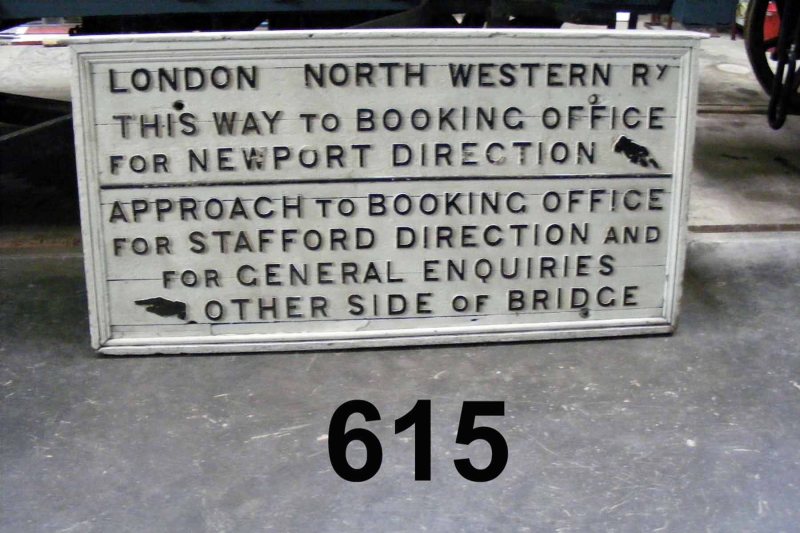 LONDON NORTH WESTERN Ry
THIS WAY TO BOOKING OFFICE
FOR NEWPORT DIRECTION
APPROACH TO BOOKING OFFICE
FOR STAFFORD DIRECTION AND
FOR GENERAL ENQUIRIES
OTHER SIDE OF BRIDGE
615